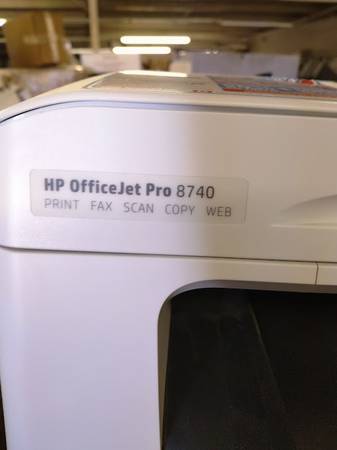 HP OfficeJet Pro 8740
PRINT FAX SCAN COPY WEB